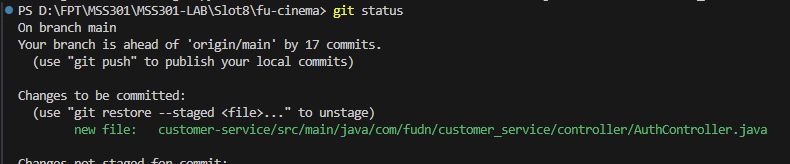 PS D:\FPT\MSS301\MSS301-LAB\Slot8\fu-cinema> git status
On branch main
Your branch is ahead of 'origin/main' by 17 commits.
  (use "git push" to publish your local commits)

Changes to be committed:
  (use "git restore --staged <file>..." to unstage)
        new file:   customer-service/src/main/java/com/fudn/customer_service/controller/AuthController.java

Changes not staged for commit: